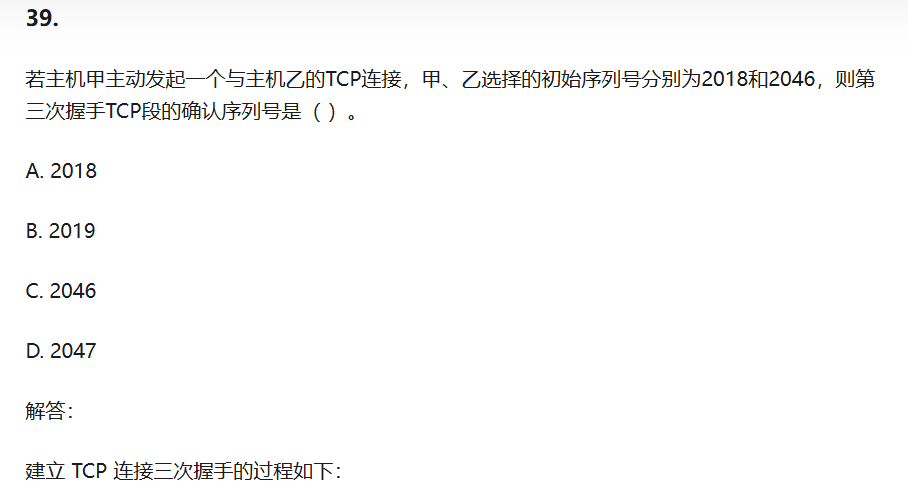 39.
若主机甲主动发起一个与主机乙的TCP连接，甲、乙选择的初始序列号分别为2018和2046，则第
三次握手TCP段的确认序列号是（ ）。
A. 2018
B. 2019
C. 2046
D. 2047
解答：
建立 TCP 连接三次握手的过程如下：